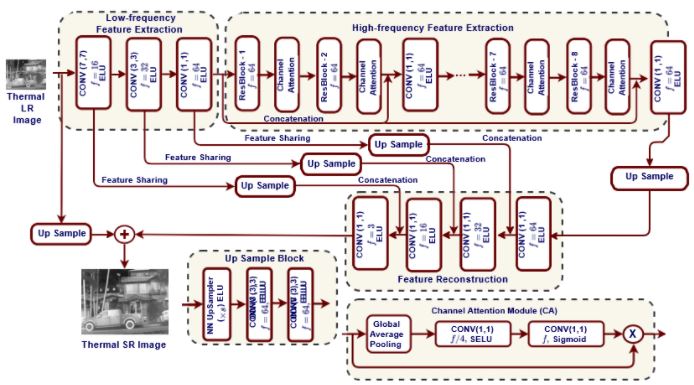 Low-frequency
Feature Extraction
High-frequency Feature Extraction
Thermal
LR
Image
CONV (7,7)
f = 16
ELU
CONV (3,3)
f = 32
ELU
CONV (1,1)
f = 64
ELU
ResBlock - 1
f = 64
Channel
Attention
ResBlock - 2
f = 64
Channel
Attention
CONV (1,1)
f = 64
ELU
ResBlock - 7
f = 64
Channel
Attention
ResBlock - 8
f = 64
Channel
Attention
CONV (1,1)
f = 64
ELU
Concatenation
Feature Sharing
Up Sample
Concatenation
Feature Sharing
Up Sample
Concatenation
Feature Sharing
Up Sample
Concatenation
Up Sample
Up Sample
+
CONV (1,1)
f = 3
ELU
CONV (1,1)
f = 16
ELU
CONV (1,1)
f = 32
ELU
CONV (1,1)
f = 64
ELU
Feature Reconstruction
Thermal SR Image
Up Sample Block
NN UpSampler
ELU
(3,3)
f = 64,
(3,3)
f = 64,
(3,3)
f = 64,
Channel Attention Module (CA)
Global
Average
Pooling
CONV(1,1)
f/4, SELU
CONV(1,1)
f, Sigmoid
X